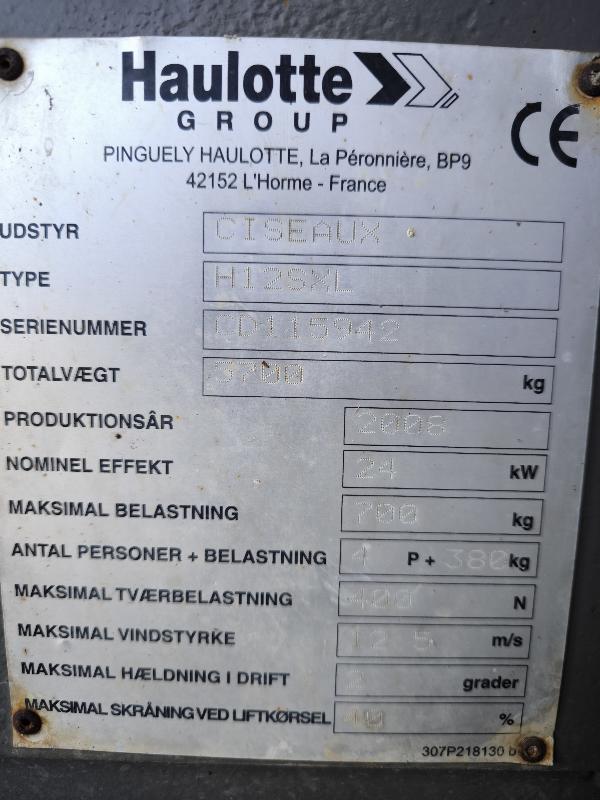 Haulotte
GROUP
CE
PINGUELY HAULOTTE, La Péronnière, BP9
42152 L'Horme - France
UDSTYR CISEAUX
TYPE H12SXL
SERIENUMMER CD115942
TOTALVÆGT 3700 kg
PRODUKTIONSÅR 2008
NOMINEL EFFEKT 24 kW
MAKSIMAL BELASTNING 700 kg
ANTAL PERSONER + BELASTNING 4 P + 380 kg
MAKSIMAL TVÆRBELASTNING 400 N
MAKSIMAL VINDSTYRKE 12 5 m/s
MAKSIMAL HÆLDNING I DRIFT 2 grader
MAKSIMAL SKRÅNING VED LIFTKØRSEL 40 %
307P218130